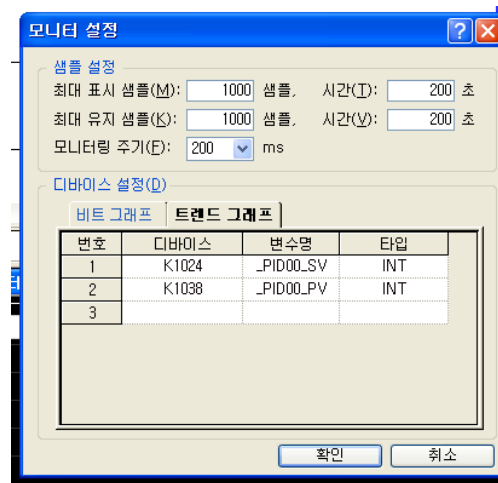 모니터 설정
샘플 설정
최대 표시 샘플(M): 1000 샘플, 시간(T): 200 초
최대 유지 샘플(K): 1000 샘플, 시간(V): 200 초
모니터링 주기(F): 200 ms
디바이스 설정(D)
비트 그래프 트렌드 그래프
번호 디바이스 변수명 타입
1 K1024 _PID00_SV INT
2 K1038 _PID00_PV INT
3
확인 취소